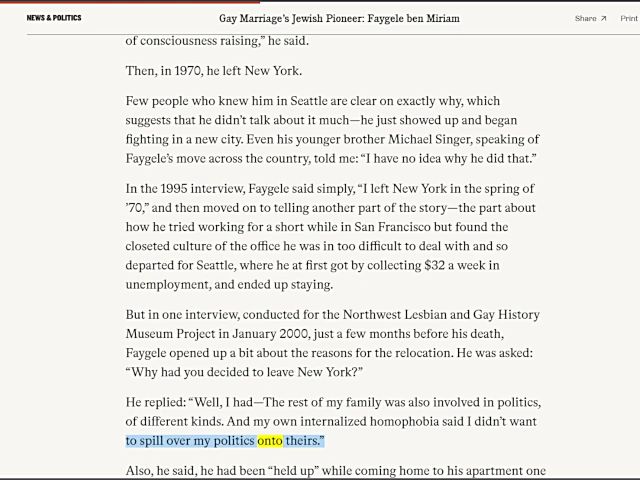 NEWS & POLITICS
Gay Marriage's Jewish Pioneer: Faygele ben Miriam
Share ↗ Print
of consciousness raising,” he said.
Then, in 1970, he left New York.
Few people who knew him in Seattle are clear on exactly why, which
suggests that he didn’t talk about it much—he just showed up and began
fighting in a new city. Even his younger brother Michael Singer, speaking of
Faygele’s move across the country, told me: “I have no idea why he did that.”
In the 1995 interview, Faygele said simply, “I left New York in the spring of
’70,” and then moved on to telling another part of the story—the part about
how he tried working for a short while in San Francisco but found the
closeted culture of the office he was in too difficult to deal with and so
departed for Seattle, where he at first got by collecting $32 a week in
unemployment, and ended up staying.
But in one interview, conducted for the Northwest Lesbian and Gay History
Museum Project in January 2000, just a few months before his death,
Faygele opened up a bit about the reasons for the relocation. He was asked:
“Why had you decided to leave New York?”
He replied: “Well, I had—The rest of my family was also involved in politics,
of different kinds. And my own internalized homophobia said I didn’t want
to spill over my politics onto theirs.”
Also, he said, he had been “held up” while coming home to his apartment one